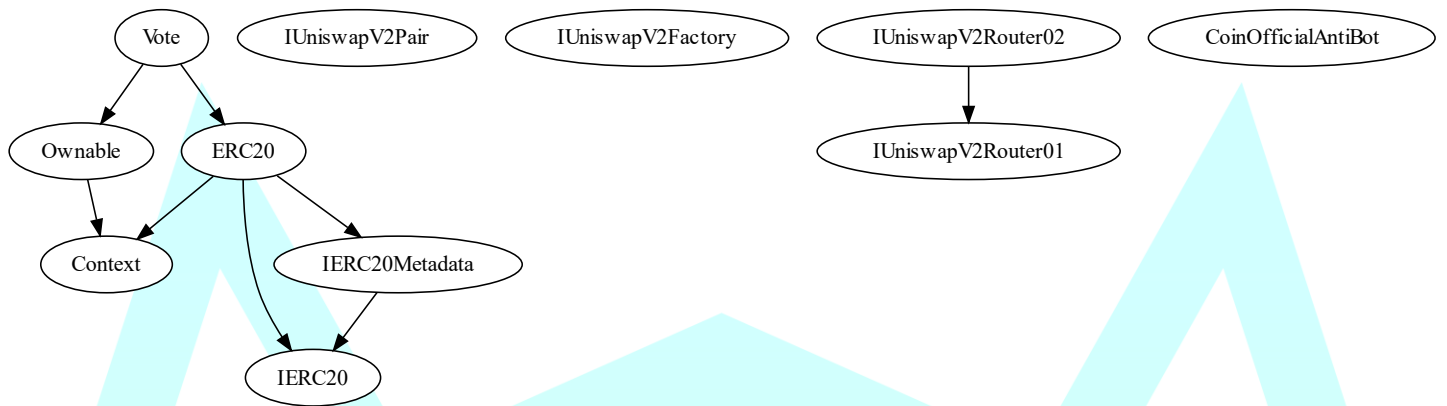 Vote
IUniswapV2Pair
IUniswapV2Factory
IUniswapV2Router02
CoinOfficialAntiBot
Ownable
ERC20
IUniswapV2Router01
Context
IERC20Metadata
IERC20